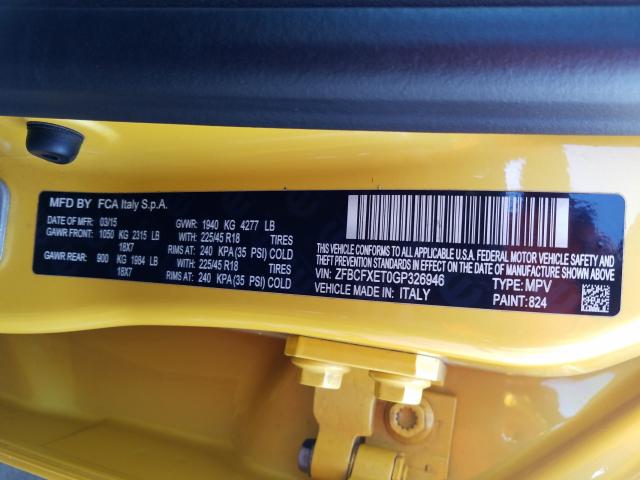 MFD BY FCA Italy S.p.A.
DATE OF MFR: 03/15 GVWR: 1940 KG 4277 LB
GAWR FRONT: 1050 KG 2315 LB WITH: 225/45 R18 TIRES
18X7 RIMS AT: 240 KPA(35 PSI) COLD
GAWR REAR: 900 KG 1984 LB WITH: 225/45 R18 TIRES
18X7 RIMS AT: 240 KPA(35 PSI) COLD
THIS VEHICLE CONFORMS TO ALL APPLICABLE U.S.A. FEDERAL MOTOR VEHICLE
SAFETY, BUMPER, AND THEFT PREVENTION STANDARDS IN EFFECT ON THE DATE OF MANUFACTURE SHOWN ABOVE
VIN: ZFBCFXET0GP326946 TYPE: MPV
VEHICLE MADE IN: ITALY PAINT: 824